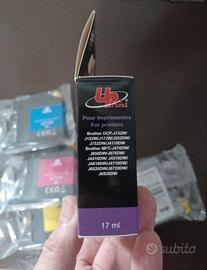 Up
print
Pour imprimantes
For printers
Brother DCP-J132W/
J152W/J172W/J552DW/
J752DW/J4110DW
Brother MFC-J470DW/
J650DW/J870DW/
J4410DW/J4510DW/
J4610DW/J4710DW/
J6520DW/J6720DW/
J6920DW
17 ml
subito